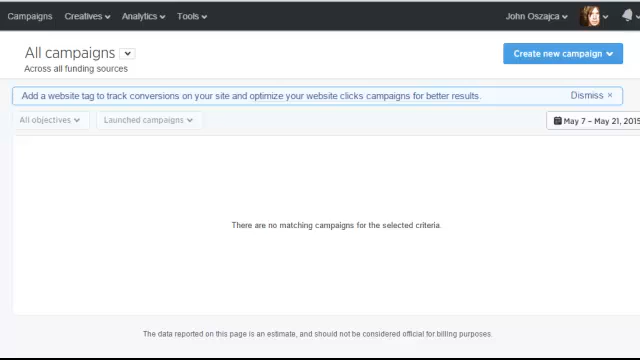 Campaigns Creatives Analytics Tools John Oszajca
All campaigns
Create new campaign
Across all funding sources
Add a website tag to track conversions on your site and optimize your website clicks campaigns for better results. Dismiss ×
All objectives Launched campaigns May 7 – May 21, 2015
There are no matching campaigns for the selected criteria.
The data reported on this page is an estimate, and should not be considered official for billing purposes.